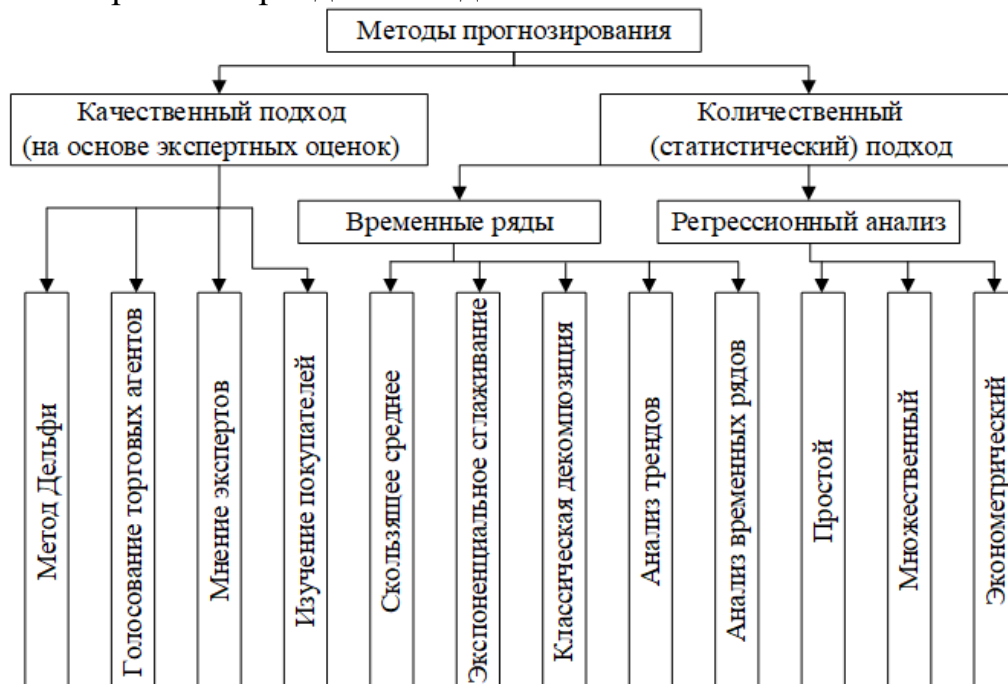 Методы прогнозирования
Качественный подход
(на основе экспертных оценок)
Количественный
(статистический) подход
Временные ряды
Регрессионный анализ
Метод Дельфи
Голосование торговых агентов
Мнение экспертов
Изучение покупателей
Скользящее среднее
Экспоненциальное сглаживание
Классическая декомпозиция
Анализ трендов
Анализ временных рядов
Простой
Множественный
Эконометрический